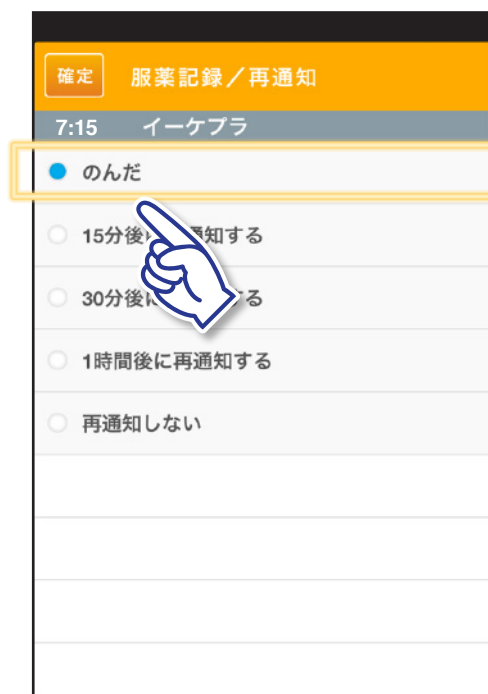 確定 服薬記録／再通知
7:15 イーケプラ
のんだ
15分後に 通知する
30分後に する
1時間後に再通知する
再通知しない